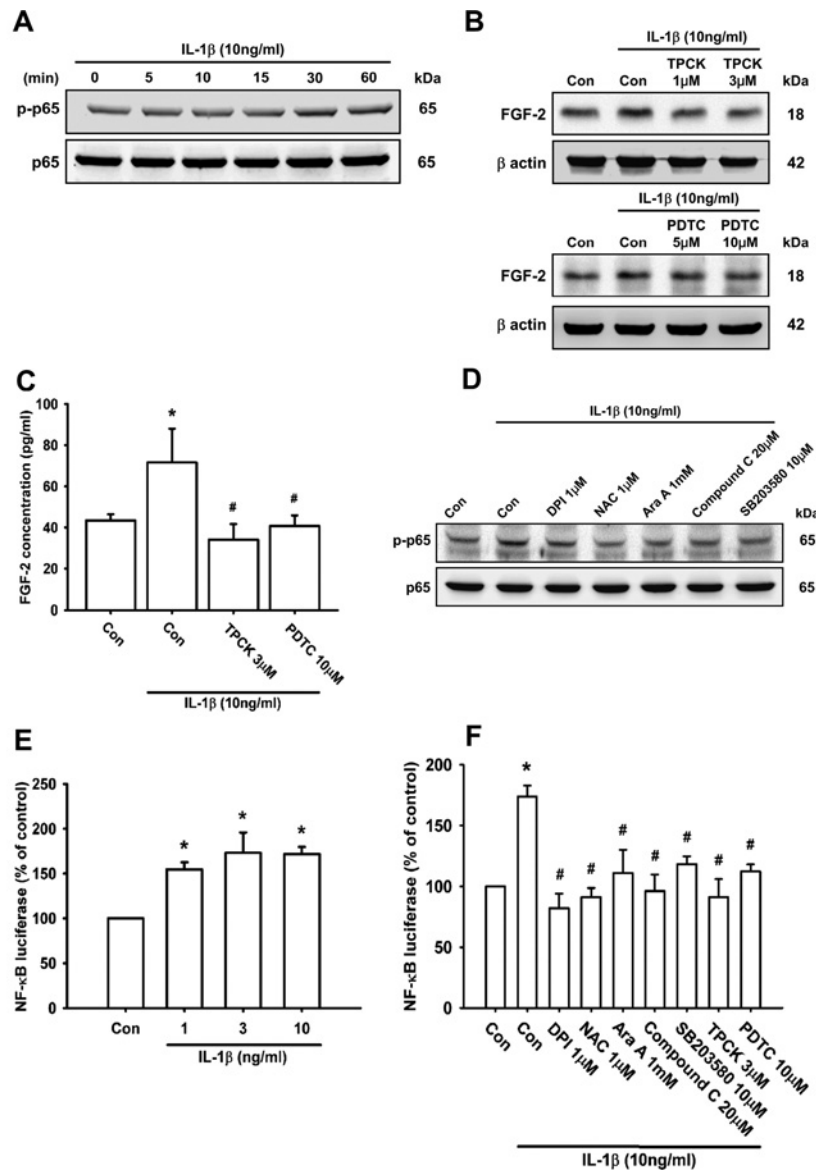 A
IL-1β (10ng/ml)
(min) 0 5 10 15 30 60 kDa
p-p65 65
p65 65
B
IL-1β (10ng/ml)
Con Con TPCK 1μM TPCK 3μM kDa
FGF-2 18
β actin 42
IL-1β (10ng/ml)
Con Con PDTC 5μM PDTC 10μM kDa
FGF-2 18
β actin 42
C
FGF-2 concentration (pg/ml)
100
80
60
40
20
00
*
#
#
Con Con TPCK 3μM PDTC 10μM
IL-1β (10ng/ml)
D
IL-1β (10ng/ml)
Con Con DPI 1μM NAC 1μM Ara A 1mM Compound C 20μM SB203580 10μM kDa
p-p65 65
p65 65
E
NF-κB luciferase (% of control)
250
200
150
100
50
0
* * *
Con 1 3 10
IL-1β (ng/ml)
F
NF-κB luciferase (% of control)
200
150
100
50
0
*
# # # # # # #
Con Con DPI 1μM NAC 1μM Ara A 1mM Compound C 20μM SB203580 10μM TPCK 3μM PDTC 10μM
IL-1β (10ng/ml)